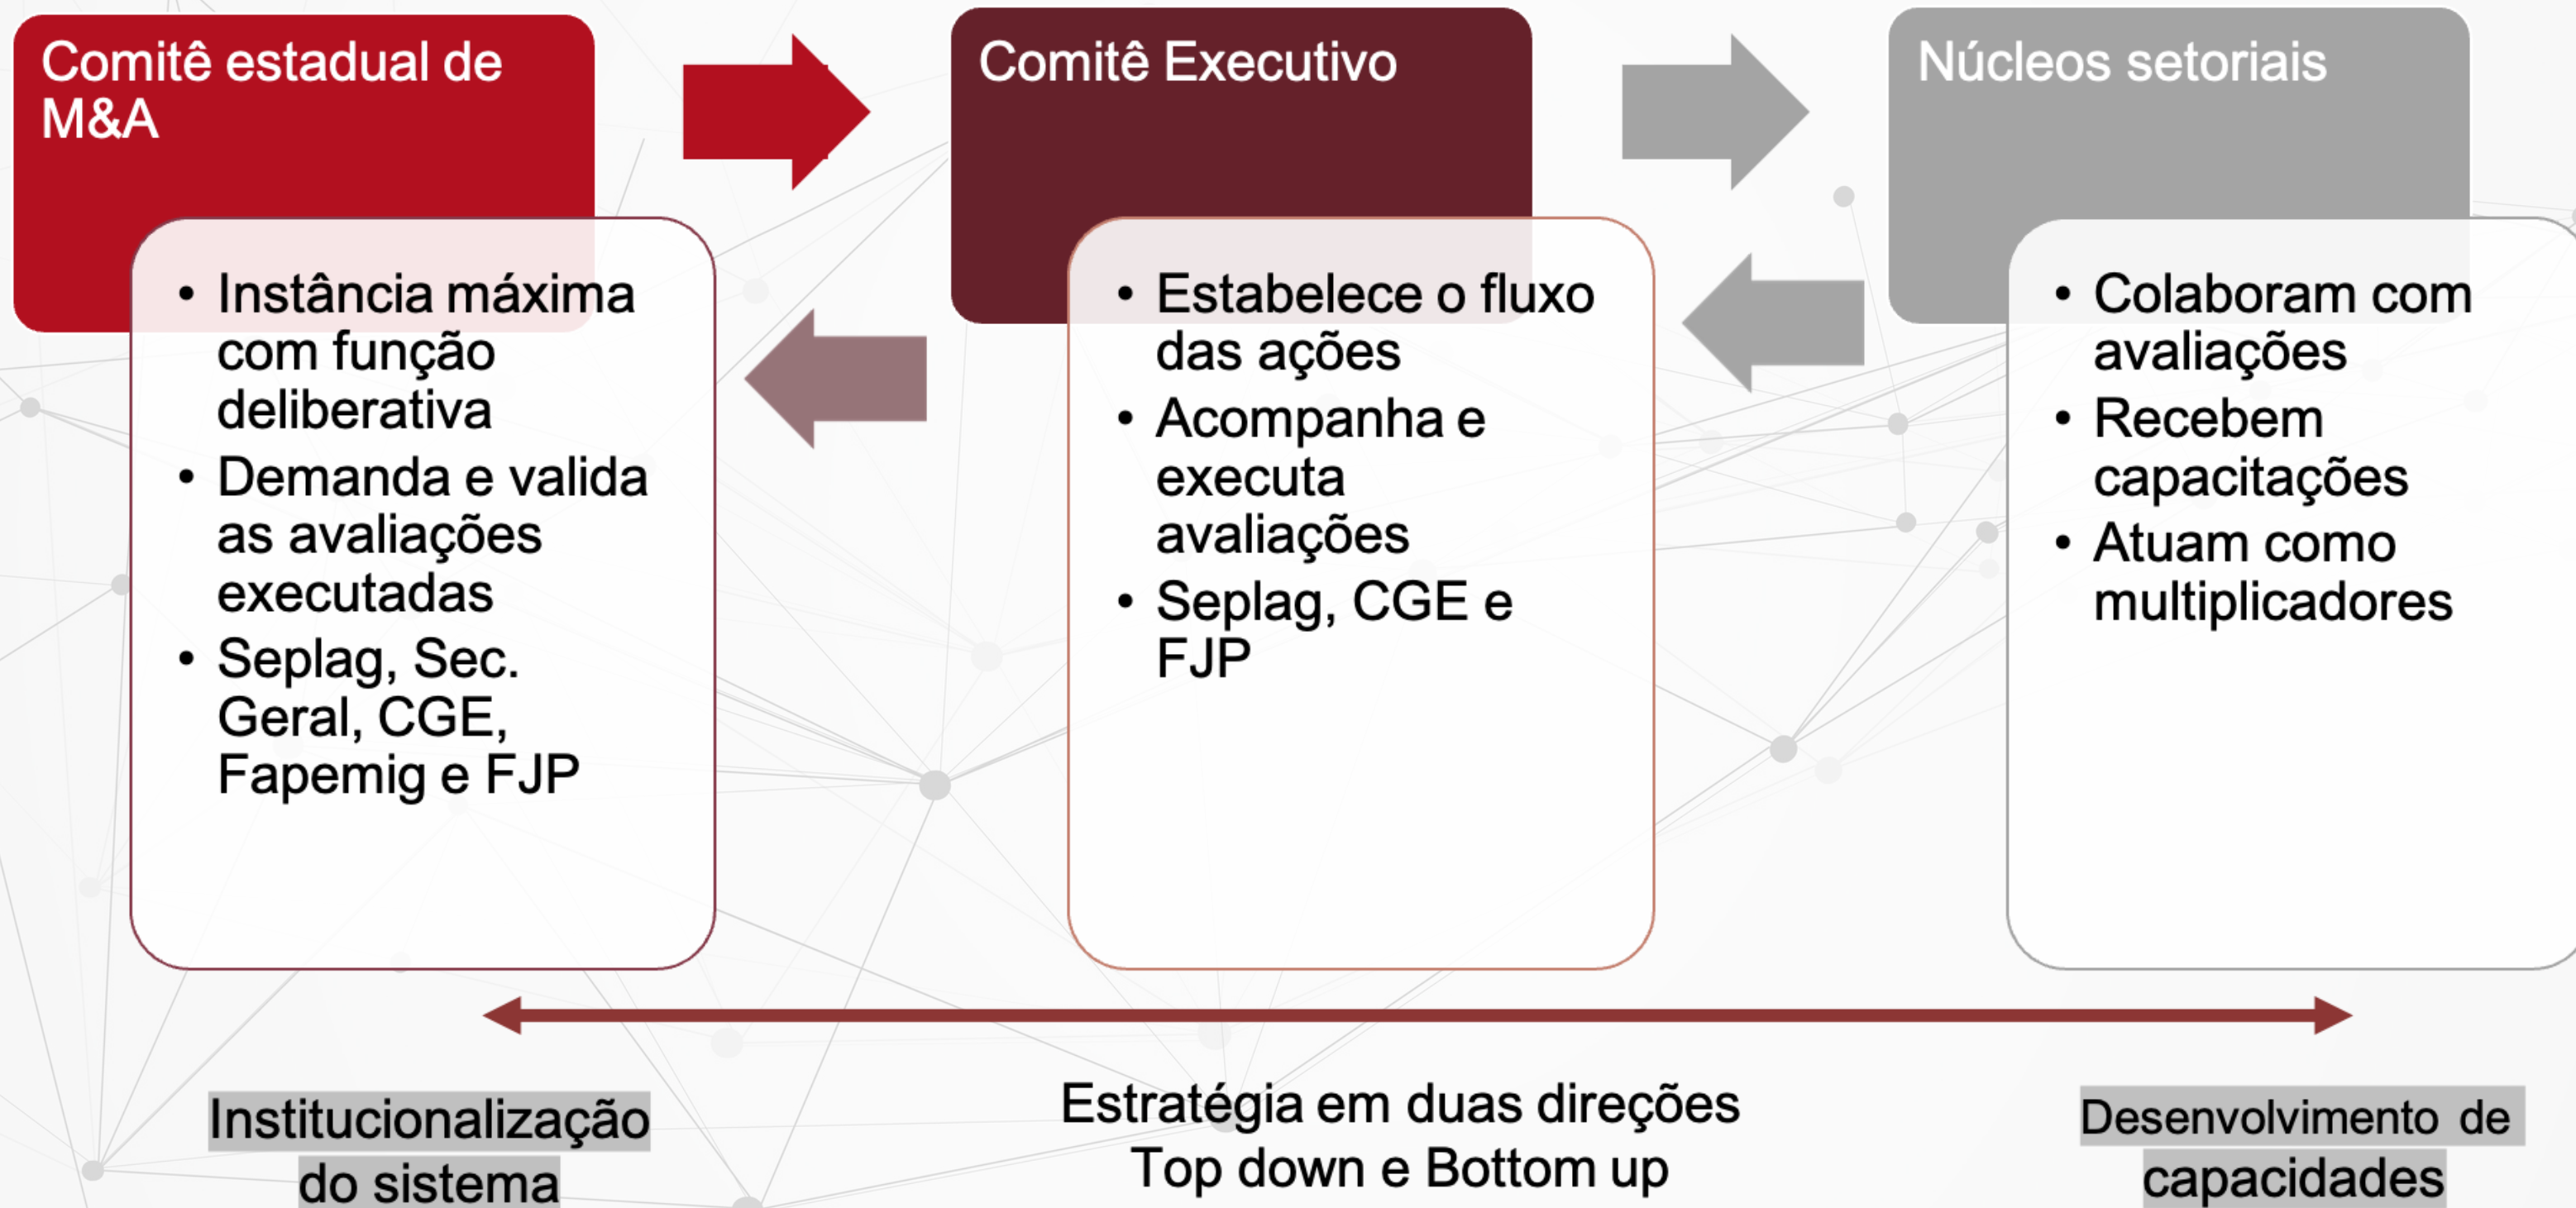 Comitê estadual de
M&A
• Instância máxima
com função
deliberativa
• Demanda e valida
as avaliações
executadas
• Seplag, Sec.
Geral, CGE,
Fapemig e FJP
Comitê Executivo
• Estabelece o fluxo
das ações
• Acompanha e
executa
avaliações
• Seplag, CGE e
FJP
Núcleos setoriais
• Colaboram com
avaliações
• Recebem
capacitações
• Atuam como
multiplicadores
Institucionalização
do sistema
Estratégia em duas direções
Top down e Bottom up
Desenvolvimento de
capacidades